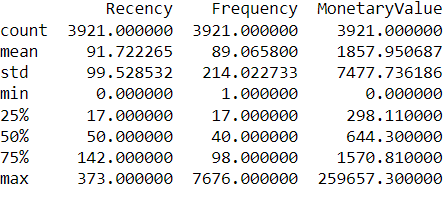 Recency Frequency MonetaryValue
count 3921.000000 3921.000000 3921.000000
mean 91.722265 89.065800 1857.950687
std 99.528532 214.022733 7477.736186
min 0.000000 1.000000 0.000000
25% 17.000000 17.000000 298.110000
50% 50.000000 40.000000 644.300000
75% 142.000000 98.000000 1570.810000
max 373.000000 7676.000000 259657.300000